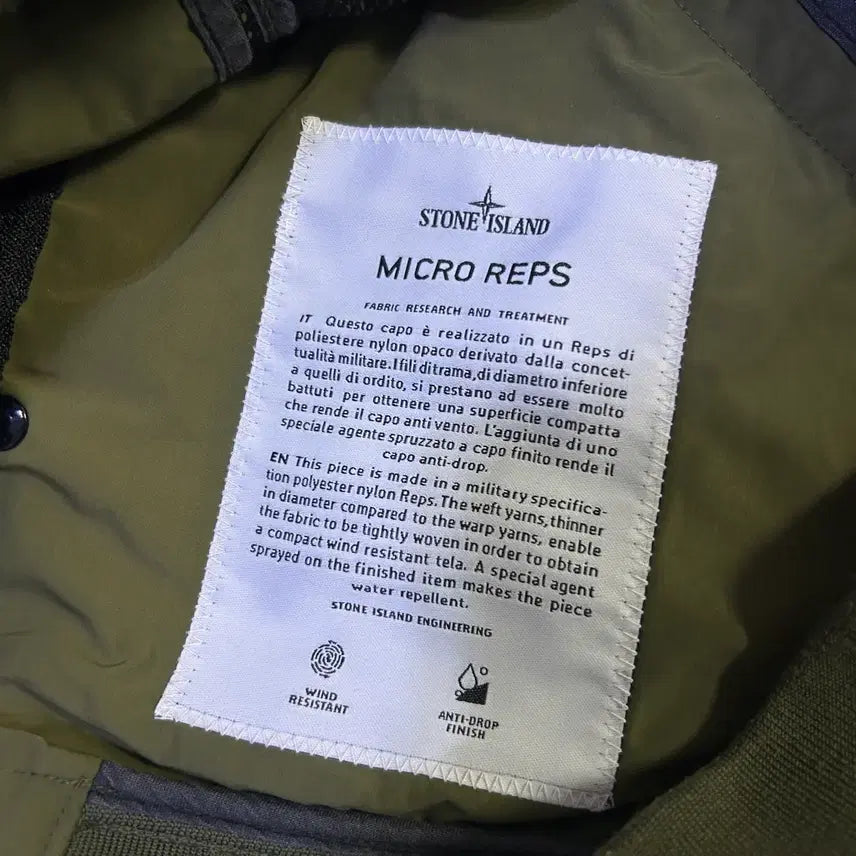 STONE ISLAND
MICRO REPS
FABRIC RESEARCH AND TREATMENT
IT Questo capo è realizzato in un Reps di
poliestere nylon opaco derivato dalla concet-
tualità militare. I fili di trama, di diametro inferiore
a quelli di ordito, si prestano ad essere molto
battuti per ottenere una superficie compatta
che rende il capo anti vento. L'aggiunta di uno
speciale agente spruzzato a capo finito rende il
capo anti-drop.
EN This piece is made in a military specifica-
tion polyester nylon Reps. The weft yarns, thinner
in diameter compared to the warp yarns, enable
the fabric to be tightly woven in order to obtain
a compact wind resistant tela. A special agent
sprayed on the finished item makes the piece
water repellent.
STONE ISLAND ENGINEERING
WIND
RESISTANT
ANTI-DROP
FINISH